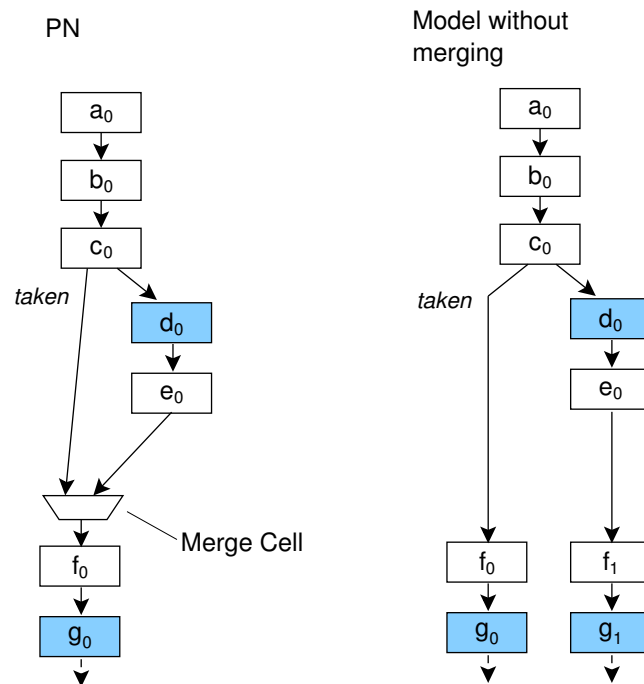 PN
a₀
b₀
c₀
taken
d₀
e₀
Merge Cell
f₀
g₀
Model without
merging
a₀
b₀
c₀
taken
d₀
e₀
f₀
f₁
g₀
g₁